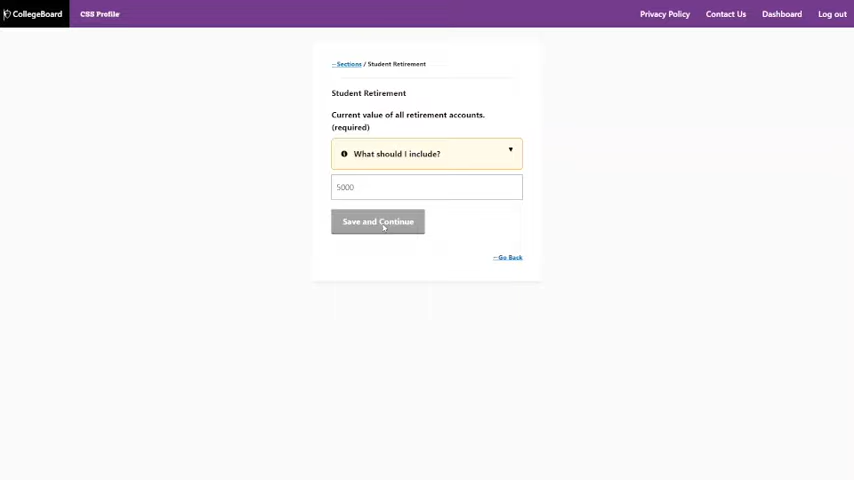 CollegeBoard CSS Profile Privacy Policy Contact Us Dashboard Log out
←Sections / Student Retirement
Student Retirement
Current value of all retirement accounts.
(required)
What should I include?
5000
Save and Continue
←Go Back